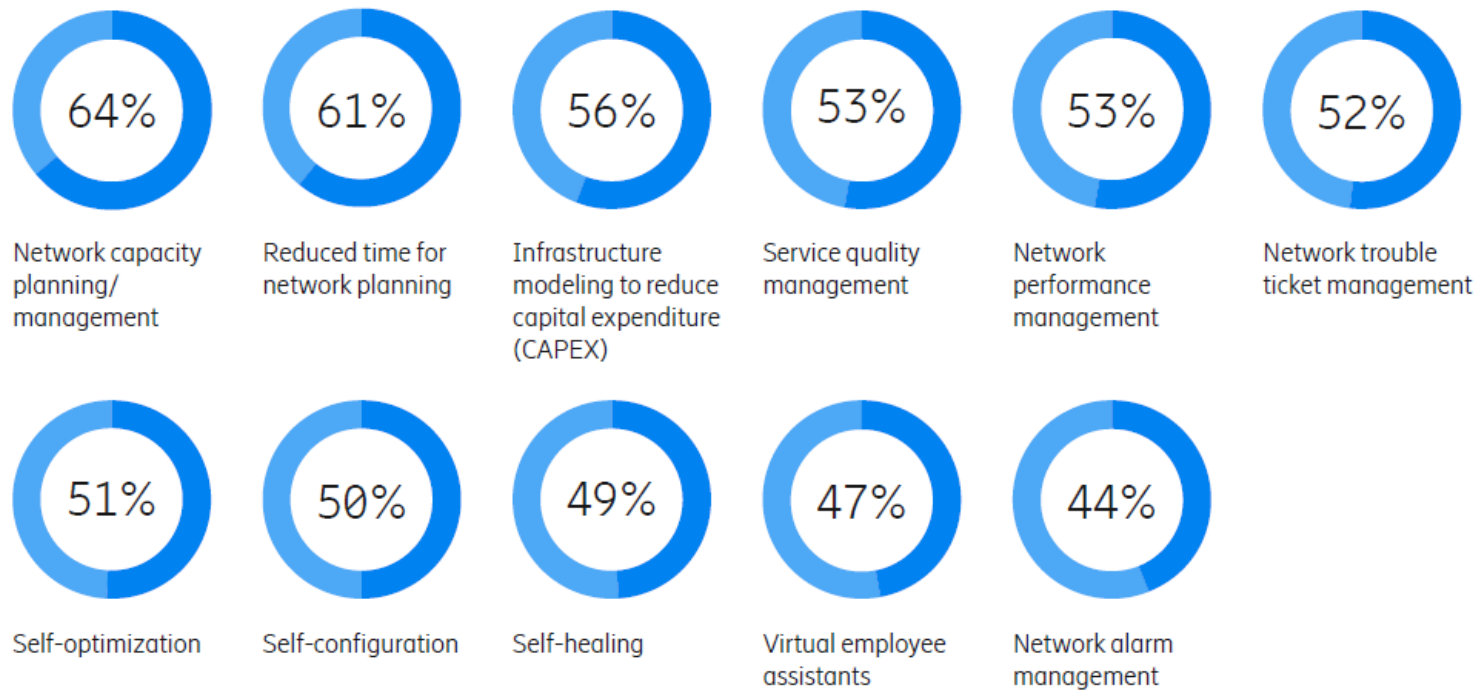 64%
61%
56%
53%
53%
52%
Network capacity
planning/
management
Reduced time for
network planning
Infrastructure
modeling to reduce
capital expenditure
(CAPEX)
Service quality
management
Network
performance
management
Network trouble
ticket management
51%
50%
49%
47%
44%
Self-optimization
Self-configuration
Self-healing
Virtual employee
assistants
Network alarm
management